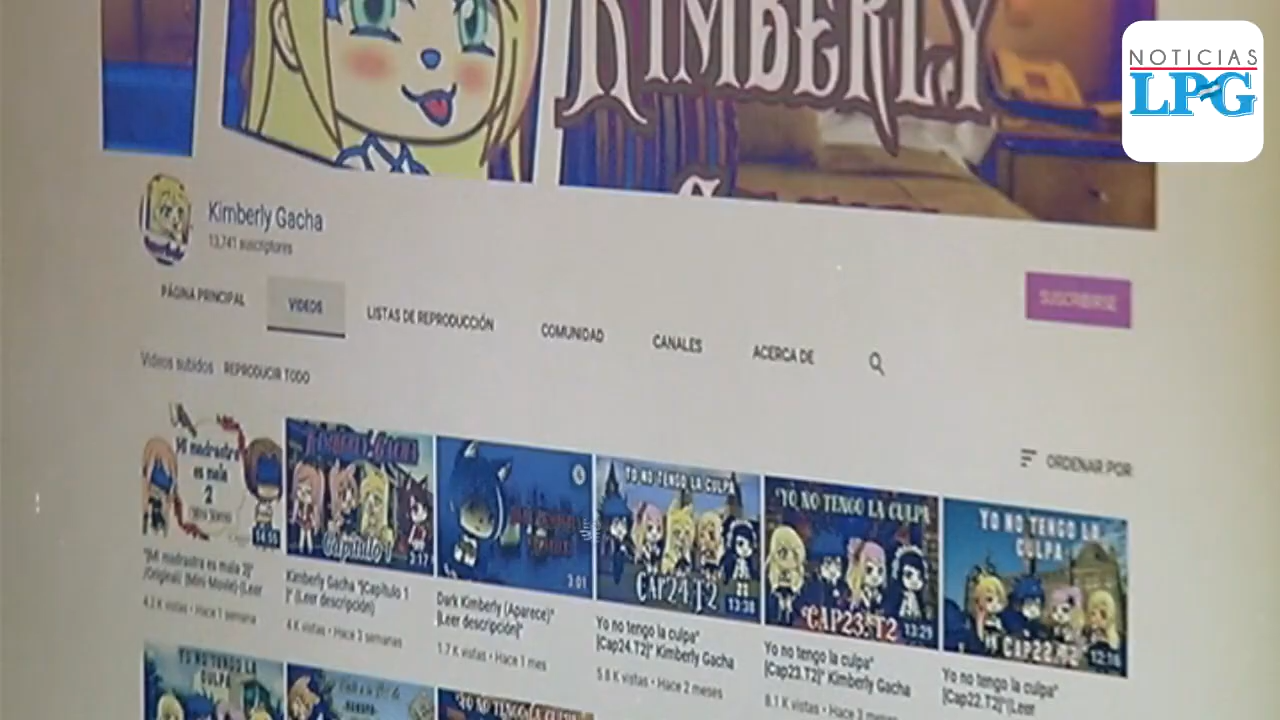 KIMBERLY
NOTICIAS
LPG
Kimberly Gacha
13,741 suscriptores
SUSCRIBIRSE
PÁGINA PRINCIPAL
VIDEOS
LISTAS DE REPRODUCCIÓN
COMUNIDAD
CANALES
ACERCA DE
Videos subidos
REPRODUCIR TODO
ORDENAR POR
Mi madrastra
es mala
2
14:55
KIMBERLY GACHA
Capitulo 1
3:17
3:01
YO NO TENGO LA CULPA
CAP24.T2
13:38
"YO NO TENGO LA CULPA
"CAP23.T2
13:29
YO NO TENGO LA
CULPA
"CAP22.T2"
12:16
"[Mi madrastra es mala 2]"
/Original/ (Mini Movie) (Leer
4.2 K vistas • Hace 1 semana
Kimberly Gacha "[Capítulo 1
]" (Leer descripción)
4 K vistas • Hace 3 semanas
Dark Kimberly (Aparece)"
[Leer descripción]"
1.7 K vistas • Hace 1 mes
Yo no tengo la culpa"
[Cap24.T2]" Kimberly Gacha
5.8 K vistas • Hace 2 meses
Yo no tengo la culpa"
[Cap23.T2]" Kimberly Gacha
8.1 K vistas • Hace 3 meses
Yo no tengo la culpa"
[Cap22.T2]"(Leer
YO NO TENGO LA
CULPA